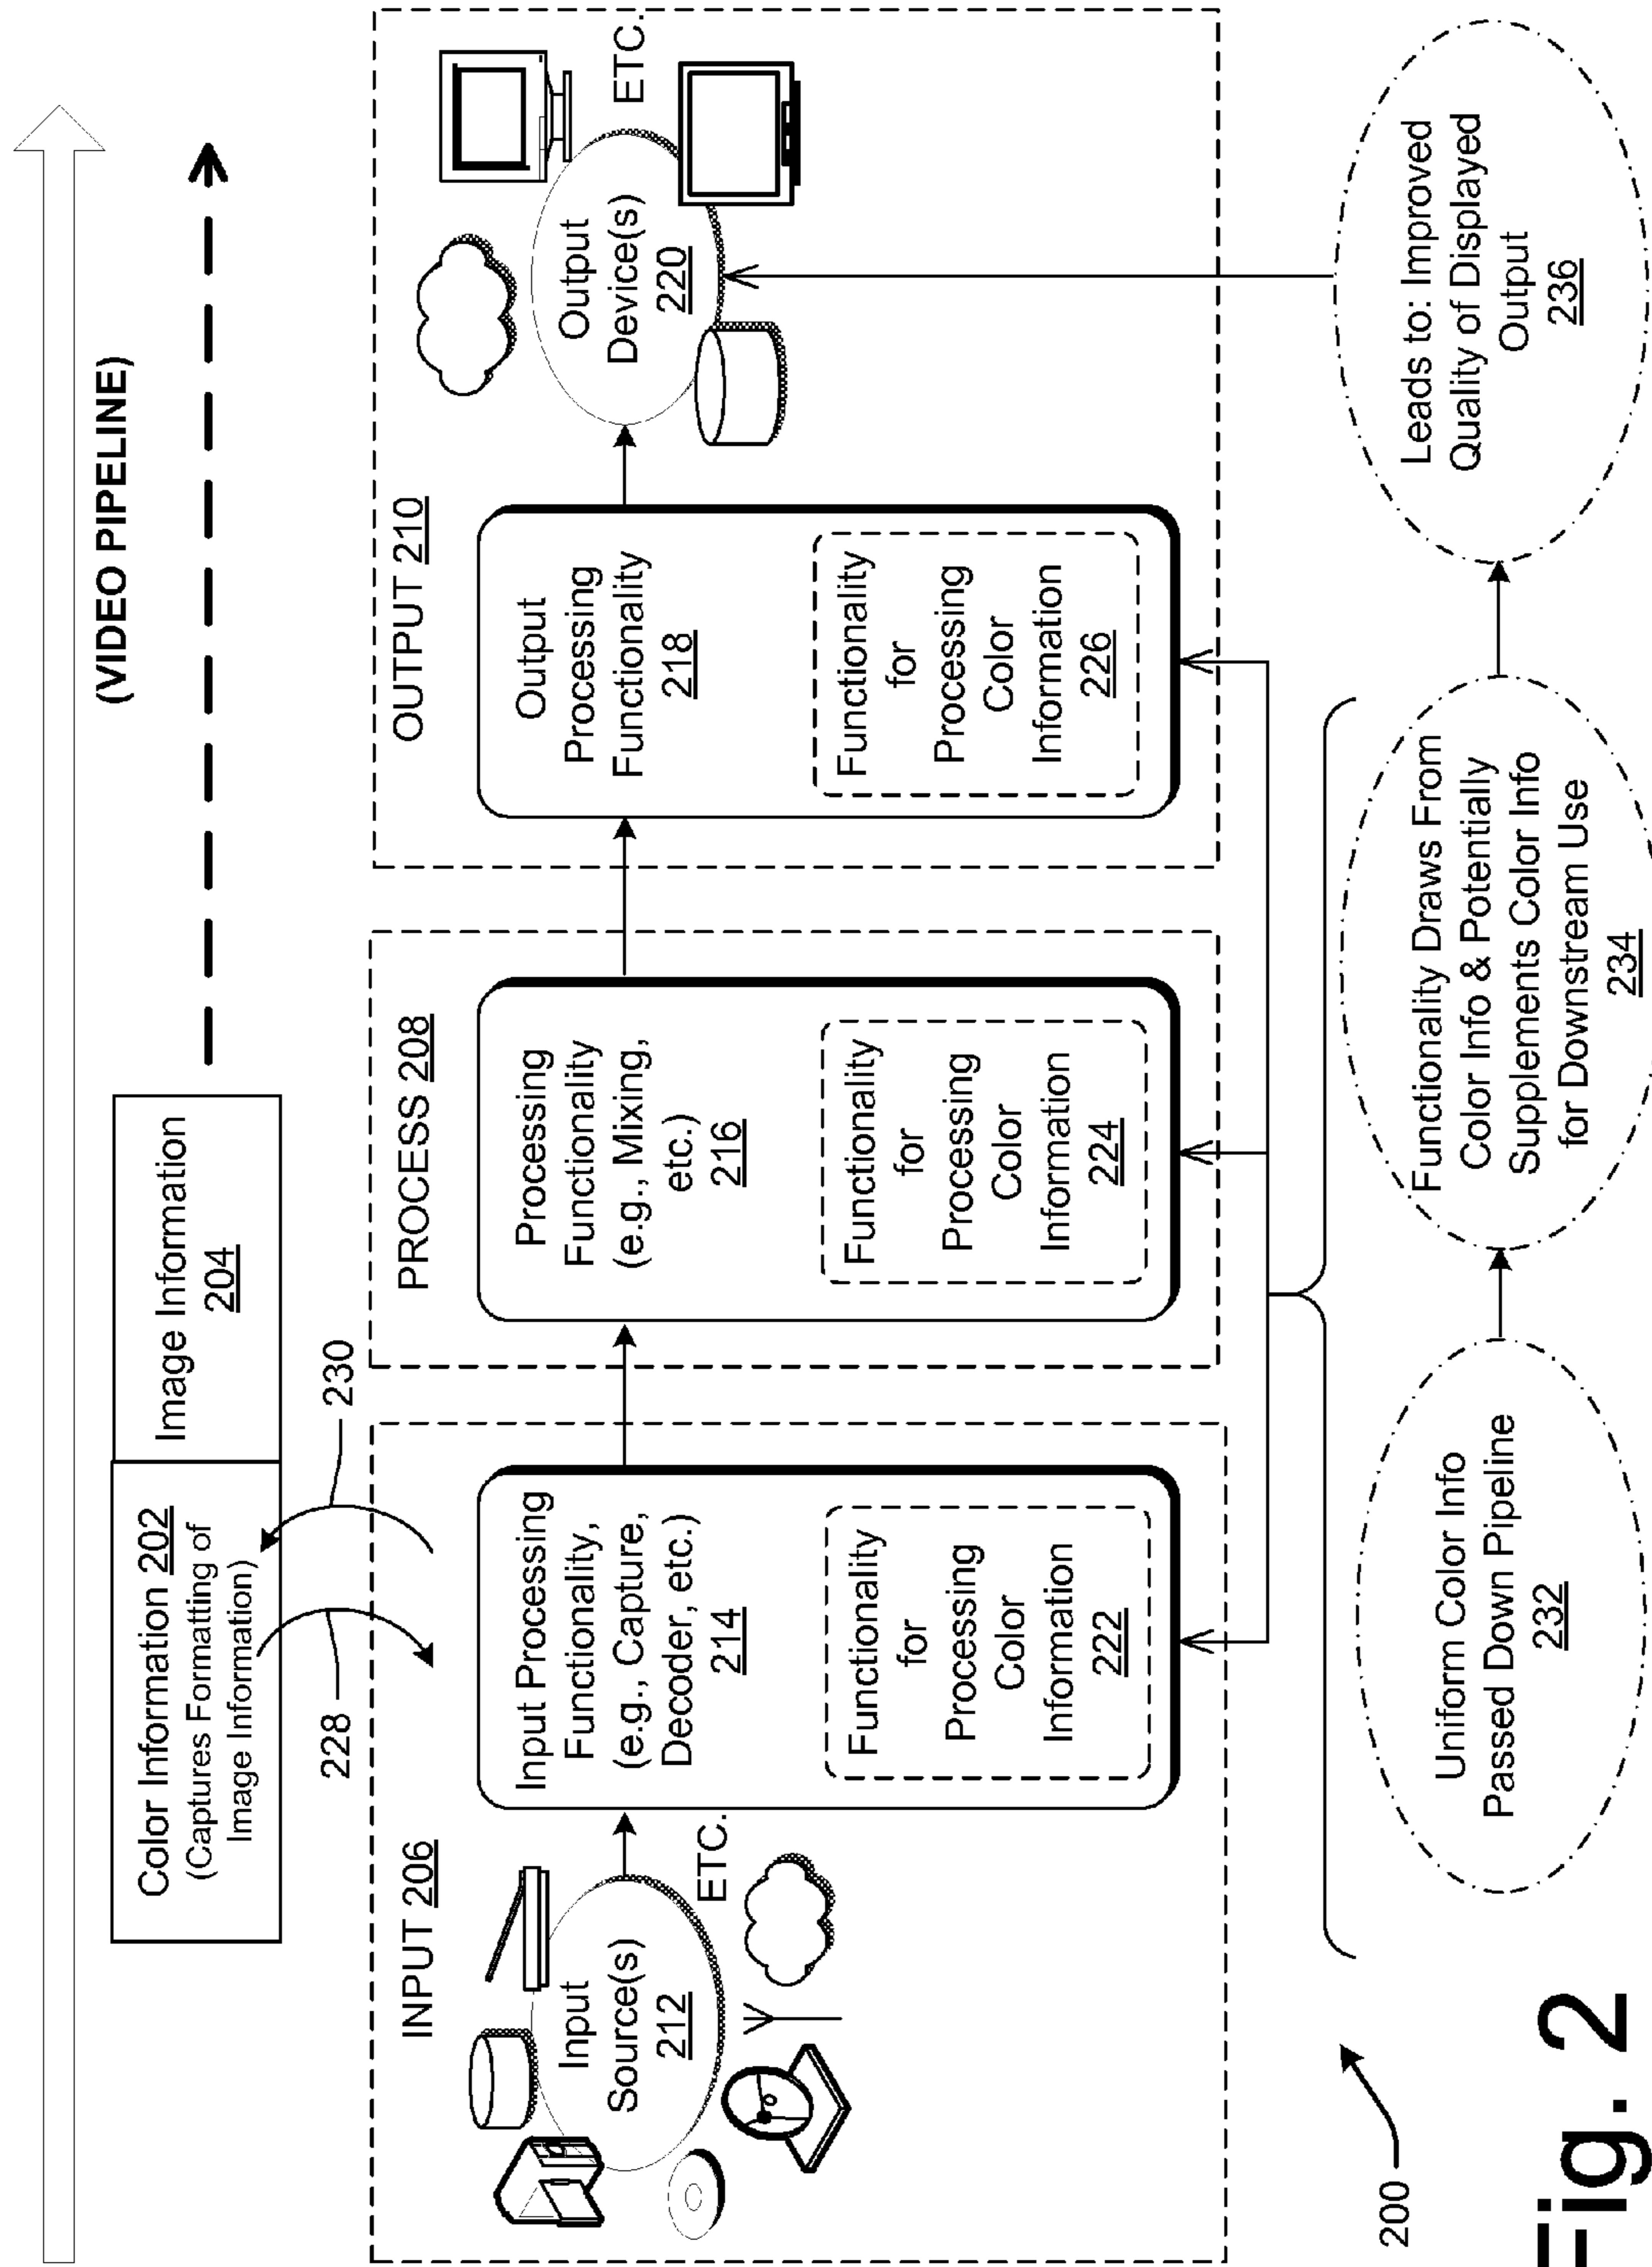 (VIDEO PIPELINE)
Color Information 202
(Captures Formatting of
Image Information)
Image Information
204
228
230
INPUT 206
Input
Source(s)
212
ETC.
Input Processing
Functionality,
(e.g., Capture,
Decoder, etc.)
214
Functionality
for
Processing
Color
Information
222
PROCESS 208
Processing
Functionality
(e.g., Mixing,
etc.)
216
Functionality
for
Processing
Color
Information
224
OUTPUT 210
Output
Processing
Functionality
218
Functionality
for
Processing
Color
Information
226
Output
Device(s)
220
ETC.
Uniform Color Info
Passed Down Pipeline
232
Functionality Draws From
Color Info & Potentially
Supplements Color Info
for Downstream Use
234
Leads to: Improved
Quality of Displayed
Output
236
200
Fig. 2